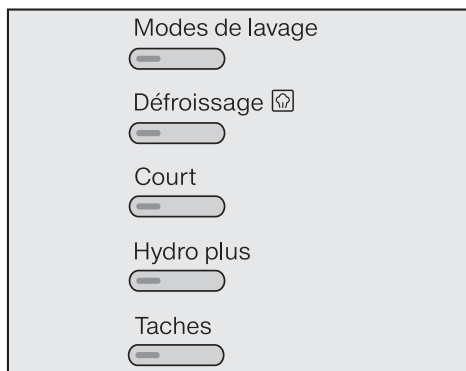 Modes de lavage
Défroissage
Court
Hydro plus
Taches